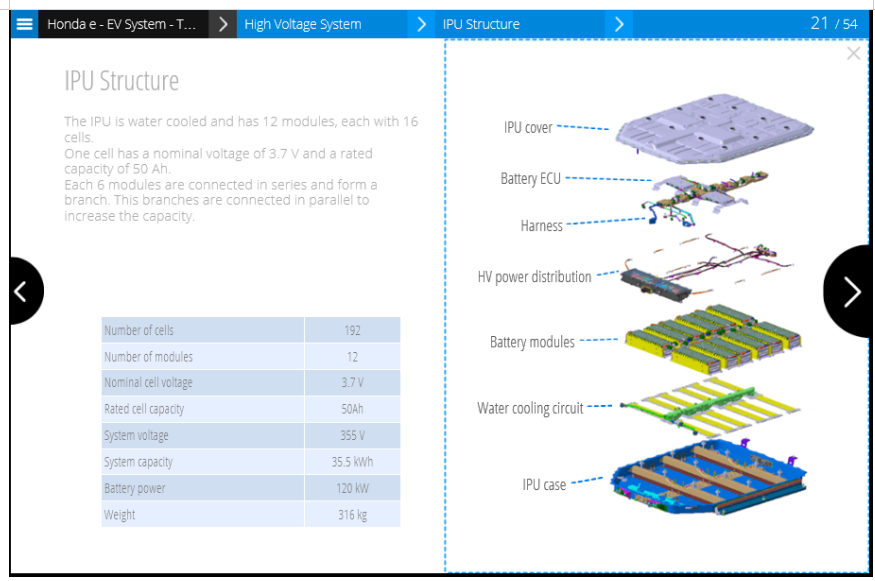 Honda e - EV System - T...
High Voltage System
IPU Structure
21 / 54
IPU Structure
The IPU is water cooled and has 12 modules, each with 16
cells.
One cell has a nominal voltage of 3.7 V and a rated
capacity of 50 Ah.
Each 6 modules are connected in series and form a
branch. This branches are connected in parallel to
increase the capacity.
Number of cells 192
Number of modules 12
Nominal cell voltage 3.7 V
Rated cell capacity 50Ah
System voltage 355 V
System capacity 35.5 kWh
Battery power 120 kW
Weight 316 kg
IPU cover
Battery ECU
Harness
HV power distribution
Battery modules
Water cooling circuit
IPU case